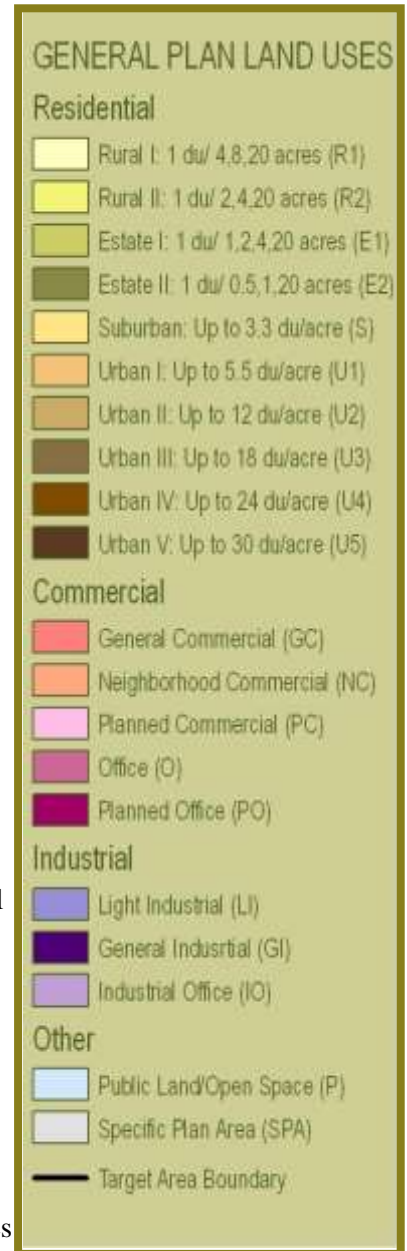 GENERAL PLAN LAND USES
Residential
Rural I: 1 du/ 4,8,20 acres (R1)
Rural II: 1 du/ 2,4,20 acres (R2)
Estate I: 1 du/ 1,2,4,20 acres (E1)
Estate II: 1 du/ 0.5,1,20 acres (E2)
Suburban: Up to 3.3 du/acre (S)
Urban I: Up to 5.5 du/acre (U1)
Urban II: Up to 12 du/acre (U2)
Urban III: Up to 18 du/acre (U3)
Urban IV: Up to 24 du/acre (U4)
Urban V: Up to 30 du/acre (U5)
Commercial
General Commercial (GC)
Neighborhood Commercial (NC)
Planned Commercial (PC)
Office (O)
Planned Office (PO)
Industrial
Light Industrial (LI)
General Indusrtial (GI)
Industrial Office (IO)
Other
Public Land/Open Space (P)
Specific Plan Area (SPA)
Target Area Boundary